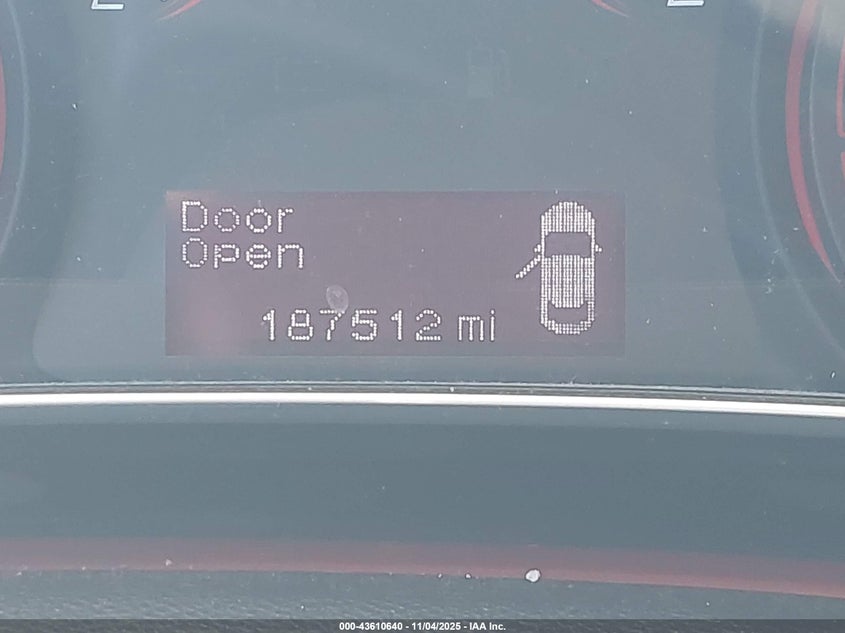 Door
Open
187512 mi
000-43610640 - 11/04/2025 - IAA Inc.